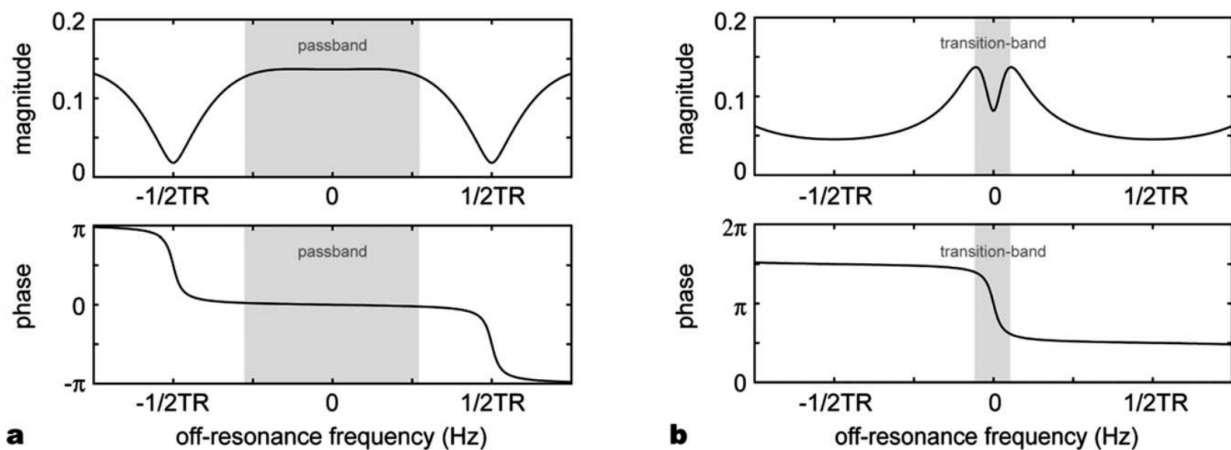 0.2
passband
magnitude
0.1
0
-1/2TR
0
1/2TR
π
passband
phase
0
-π
-1/2TR
0
1/2TR
a
off-resonance frequency (Hz)
0.2
transition-band
magnitude
0.1
0
-1/2TR
0
1/2TR
2π
transition-band
phase
π
0
-1/2TR
0
1/2TR
b
off-resonance frequency (Hz)